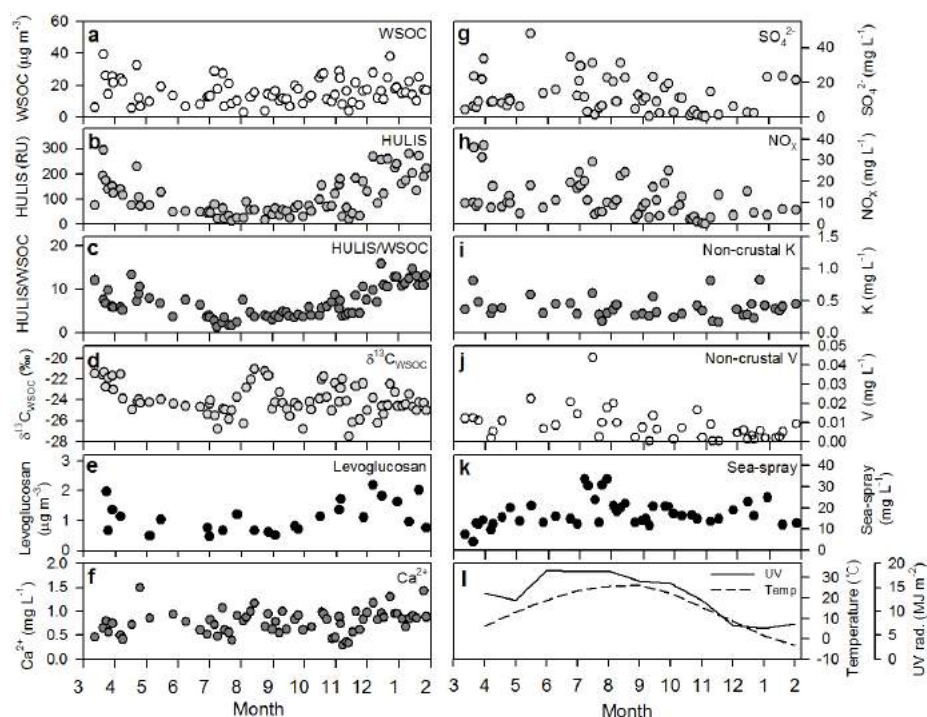 a WSOC
WSOC (µg m⁻³)
60
40
20
0
b HULIS
HULIS (RU)
300
200
100
0
c HULIS/WSOC
HULIS/WSOC
20
10
0
d δ¹³C_WSOC
δ¹³C_WSOC (‰)
-20
-22
-24
-26
-28
e Levoglucosan
Levoglucosan
(µg m⁻³)
3
2
1
0
f Ca²⁺
Ca²⁺ (mg L⁻¹)
1.5
1.0
0.5
0.0
3 4 5 6 7 8 9 10 11 12 1 2
Month
g SO₄²⁻
SO₄²⁻ (mg L⁻¹)
40
20
0
h NOₓ
NOₓ (mg L⁻¹)
40
30
20
10
0
i Non-crustal K
K (mg L⁻¹)
1.5
1.0
0.5
0.0
j Non-crustal V
V (mg L⁻¹)
0.05
0.04
0.03
0.02
0.01
0.00
k Sea-spray
Sea-spray
(mg L⁻¹)
40
30
20
10
0
l UV
Temp
Temperature (°C)
30
20
10
0
-10
UV rad. (MJ m⁻²)
20
15
10
5
0
3 4 5 6 7 8 9 10 11 12 1 2
Month